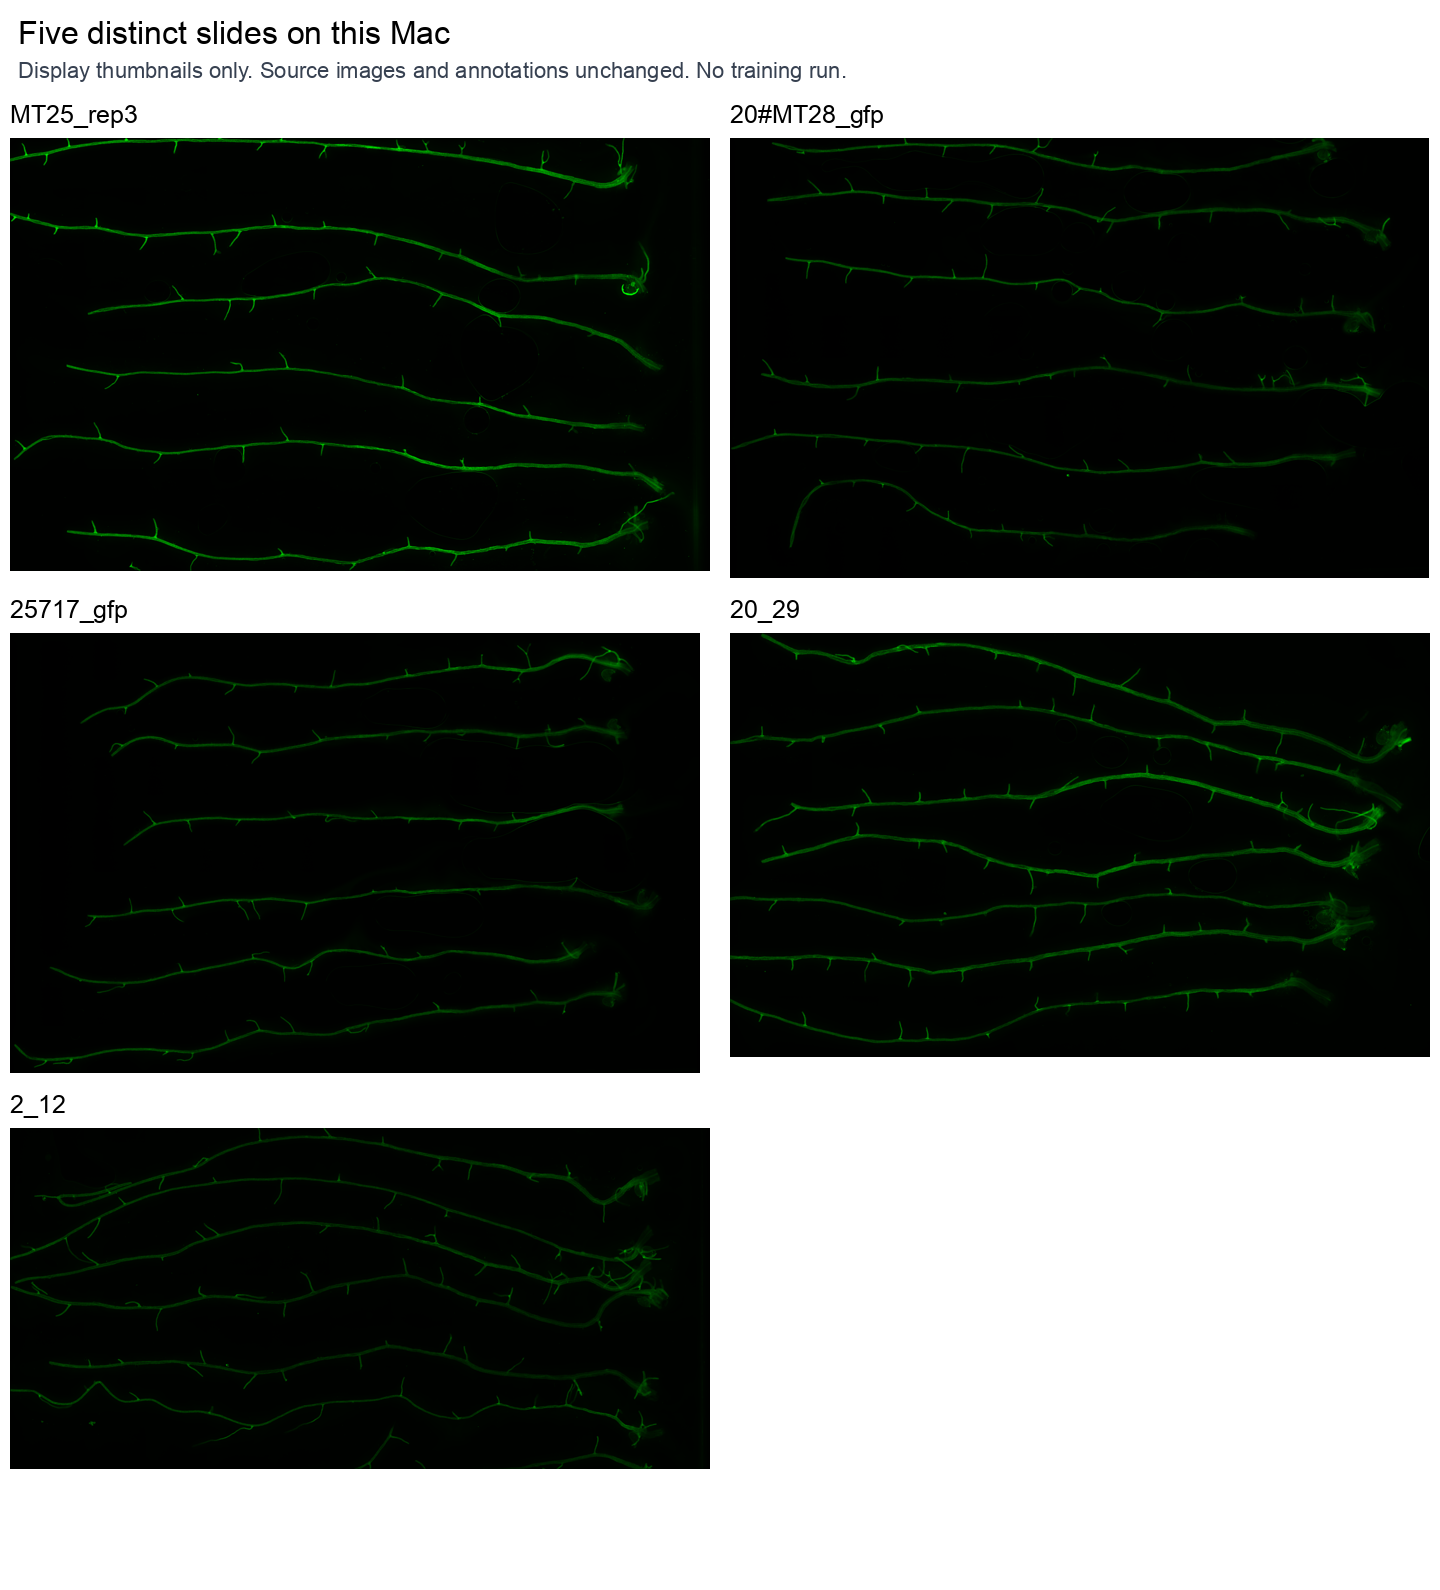 Five distinct slides on this Mac
Display thumbnails only. Source images and annotations unchanged. No training run.
MT25_rep3
20#MT28_gfp
25717_gfp
20_29
2_12